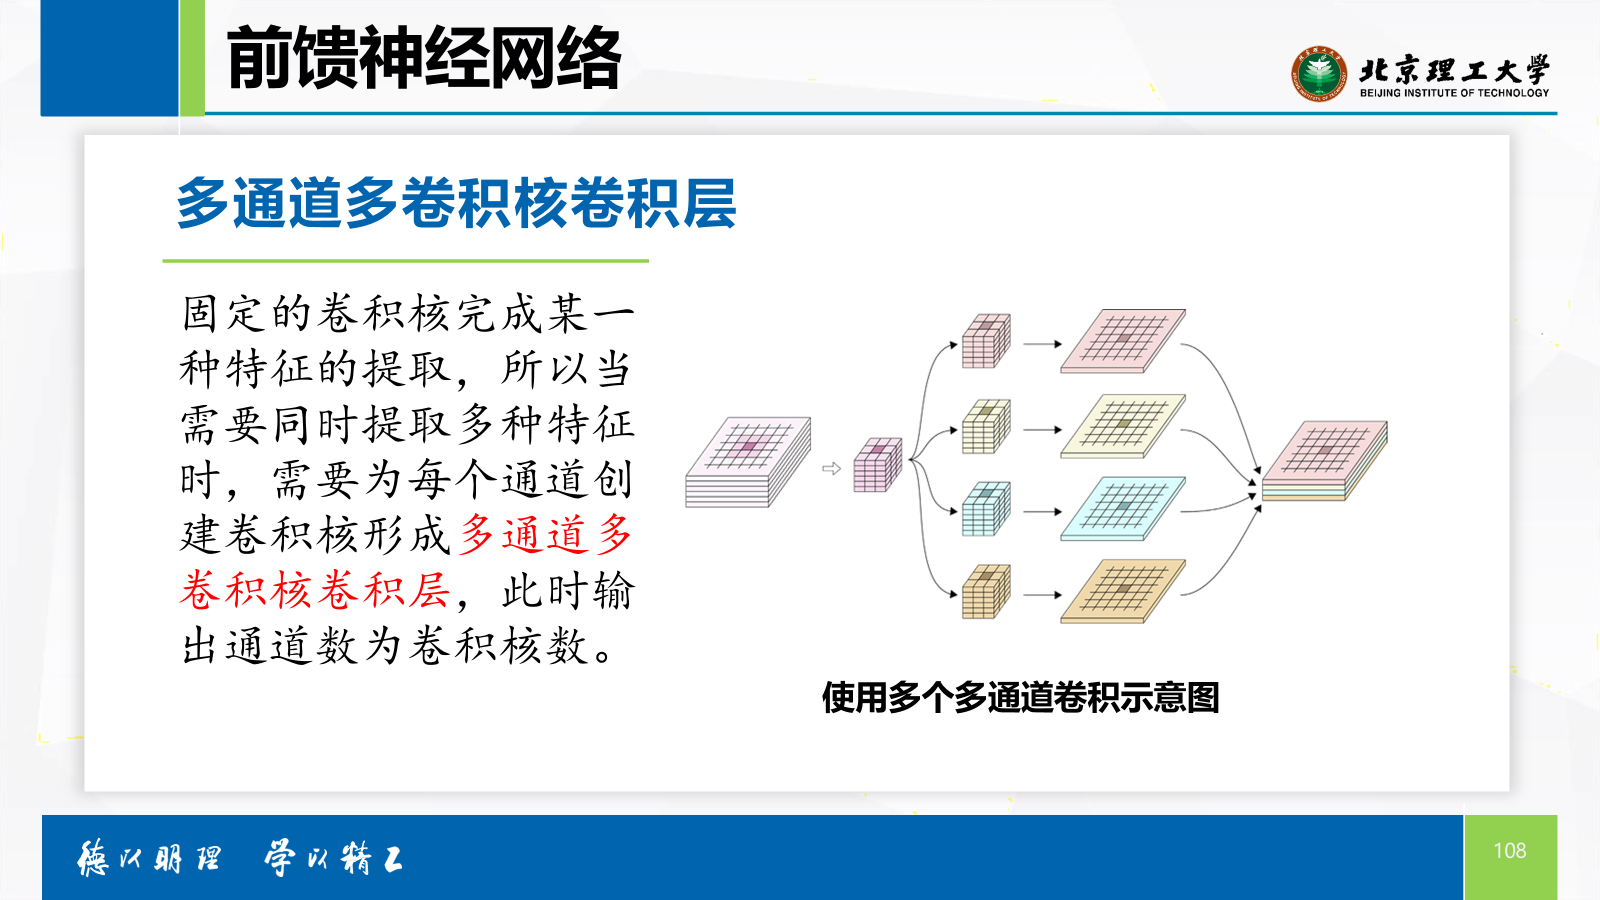 前馈神经网络
北京理工大学
BEIJING INSTITUTE OF TECHNOLOGY
多通道多卷积核卷积层
固定的卷积核完成某一
种特征的提取，所以当
需要同时提取多种特征
时，需要为每个通道创
建卷积核形成多通道多
卷积核卷积层，此时输
出通道数为卷积核数。
使用多个多通道卷积示意图
德以明理 学以精工
108